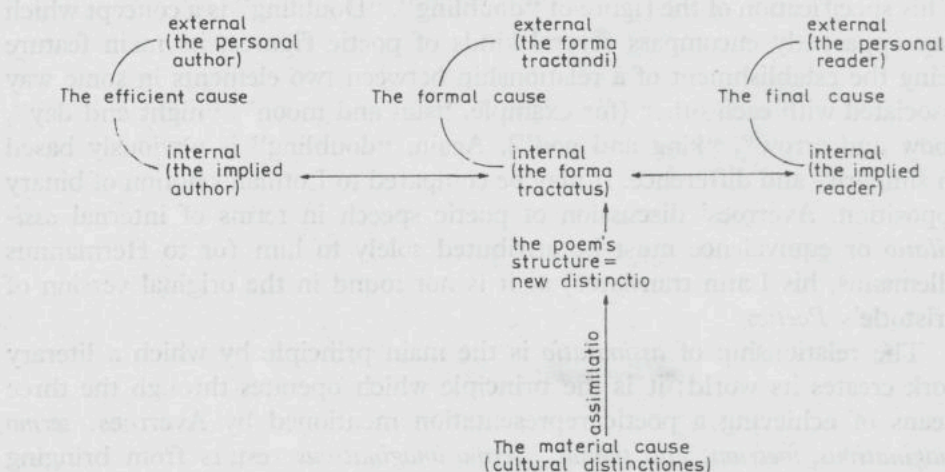 external
(the personal
author)
The efficient cause
internal
(the implied
author)
external
(the forma
tractandi)
The formal cause
internal
(the forma
tractatus)
external
(the personal
reader)
The final cause
internal
(the implied
reader)
the poem's
structure=
new distinctio
assimilatio
The material cause
(cultural distinctiones)